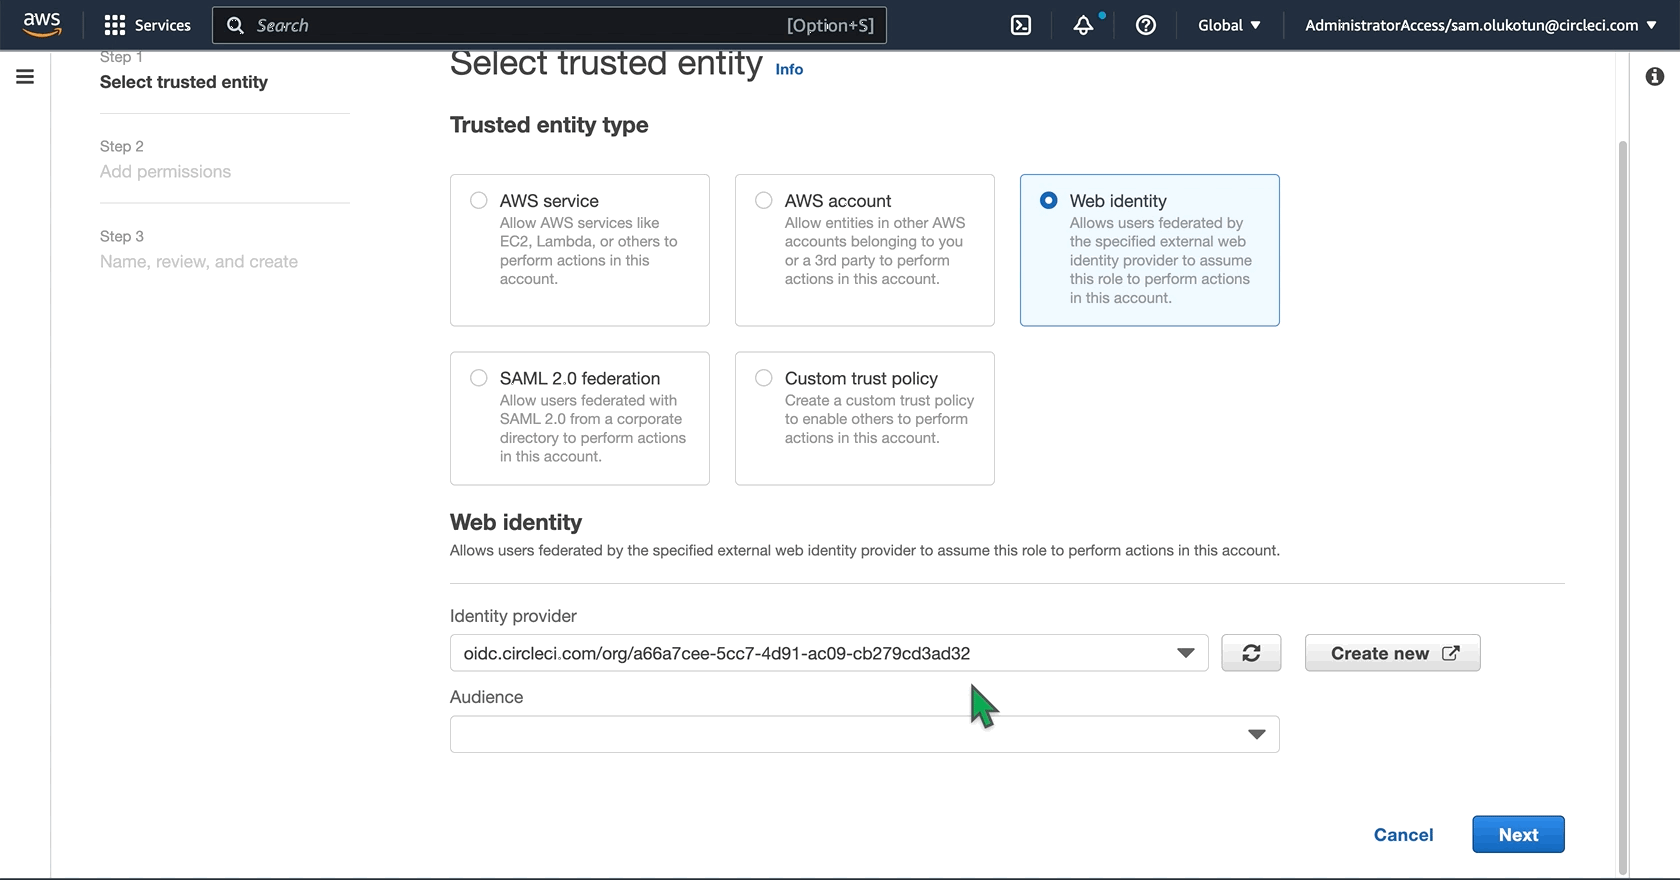 aws
Services
Search
[Option+S]
Global
AdministratorAccess/sam.olukotun@circleci.com
Step 1
Select trusted entity
Step 2
Add permissions
Step 3
Name, review, and create
Select trusted entity Info
Trusted entity type
AWS service
Allow AWS services like
EC2, Lambda, or others to
perform actions in this
account.
AWS account
Allow entities in other AWS
accounts belonging to you
or a 3rd party to perform
actions in this account.
Web identity
Allows users federated by
the specified external web
identity provider to assume
this role to perform actions
in this account.
SAML 2.0 federation
Allow users federated with
SAML 2.0 from a corporate
directory to perform actions
in this account.
Custom trust policy
Create a custom trust policy
to enable others to perform
actions in this account.
Web identity
Allows users federated by the specified external web identity provider to assume this role to perform actions in this account.
Identity provider
oidc.circleci.com/org/a66a7cee-5cc7-4d91-ac09-cb279cd3ad32
Create new
Audience
Cancel
Next